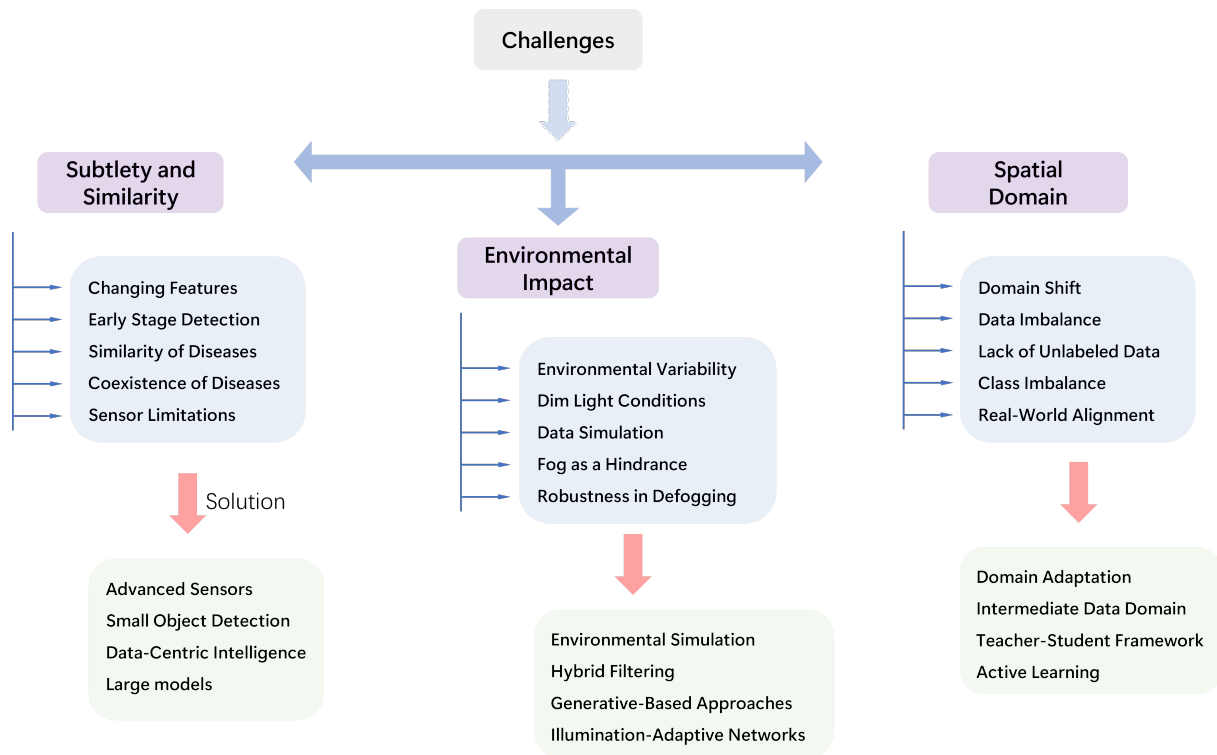 Challenges
Subtlety and
Similarity
Changing Features
Early Stage Detection
Similarity of Diseases
Coexistence of Diseases
Sensor Limitations
Solution
Advanced Sensors
Small Object Detection
Data-Centric Intelligence
Large models
Environmental
Impact
Environmental Variability
Dim Light Conditions
Data Simulation
Fog as a Hindrance
Robustness in Defogging
Environmental Simulation
Hybrid Filtering
Generative-Based Approaches
Illumination-Adaptive Networks
Spatial
Domain
Domain Shift
Data Imbalance
Lack of Unlabeled Data
Class Imbalance
Real-World Alignment
Domain Adaptation
Intermediate Data Domain
Teacher-Student Framework
Active Learning